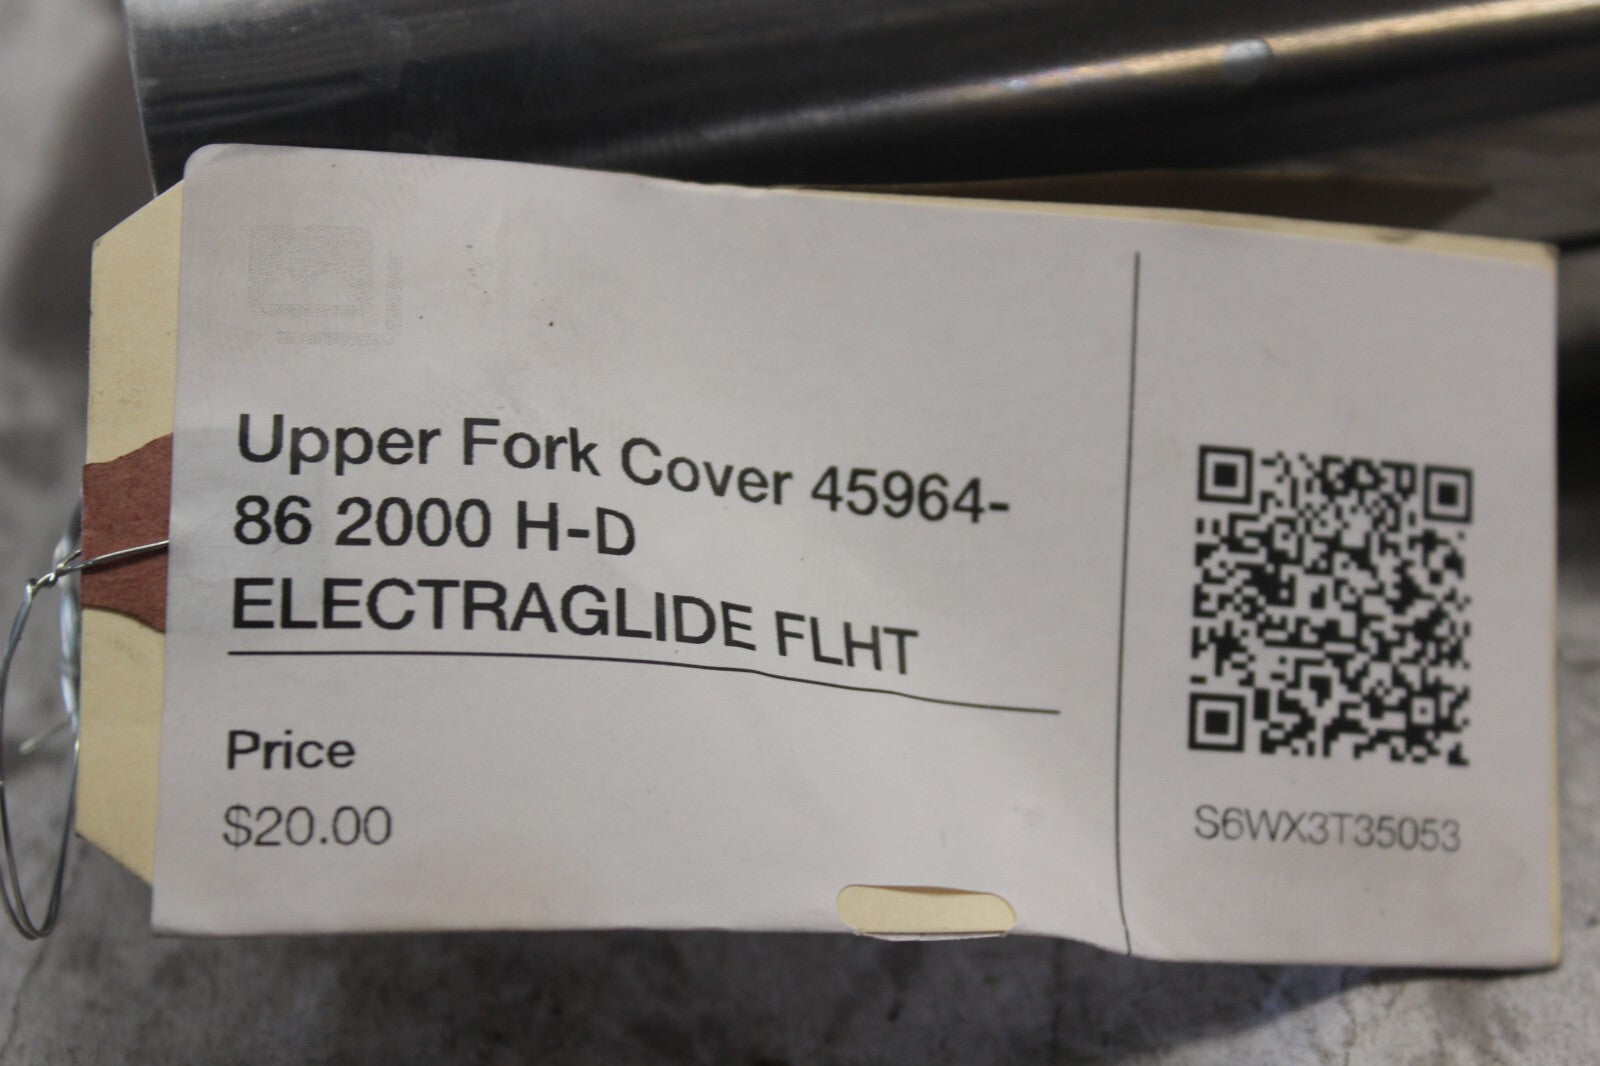 Upper Fork Cover 45964-
86 2000 H-D
ELECTRAGLIDE FLHT
Price
$20.00
S6WX3T35053